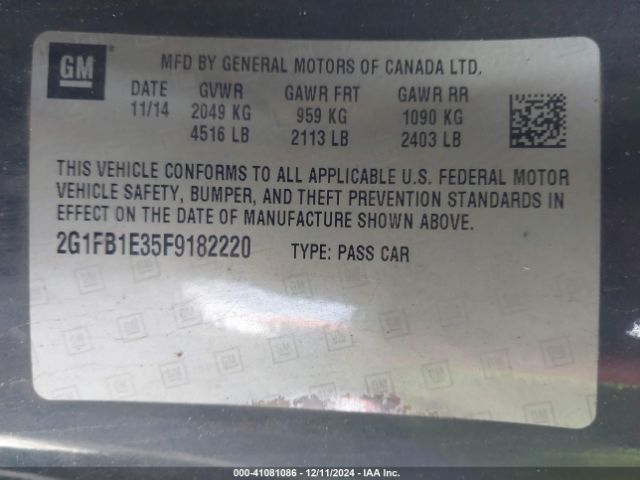 GM
MFD BY GENERAL MOTORS OF CANADA LTD.
DATE GVWR GAWR FRT GAWR RR
11/14 2049 KG 959 KG 1090 KG
4516 LB 2113 LB 2403 LB
THIS VEHICLE CONFORMS TO ALL APPLICABLE U.S. FEDERAL MOTOR
VEHICLE SAFETY, BUMPER, AND THEFT PREVENTION STANDARDS IN
EFFECT ON THE DATE OF MANUFACTURE SHOWN ABOVE.
2G1FB1E35F9182220 TYPE: PASS CAR
000-41081086 - 12/11/2024 - IAA Inc.